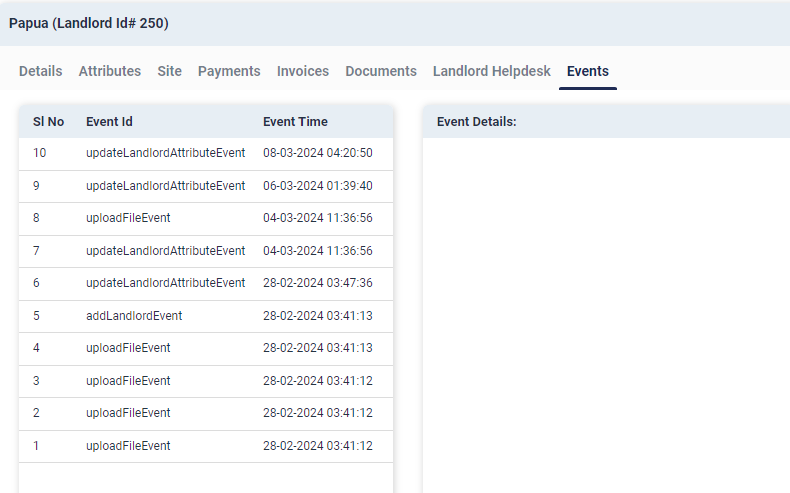 Papua (Landlord Id# 250)
Details Attributes Site Payments Invoices Documents Landlord Helpdesk Events
Sl No Event Id Event Time
10 updateLandlordAttributeEvent 08-03-2024 04:20:50
9 updateLandlordAttributeEvent 06-03-2024 01:39:40
8 uploadFileEvent 04-03-2024 11:36:56
7 updateLandlordAttributeEvent 04-03-2024 11:36:56
6 updateLandlordAttributeEvent 28-02-2024 03:47:36
5 addLandlordEvent 28-02-2024 03:41:13
4 uploadFileEvent 28-02-2024 03:41:13
3 uploadFileEvent 28-02-2024 03:41:12
2 uploadFileEvent 28-02-2024 03:41:12
1 uploadFileEvent 28-02-2024 03:41:12
Event Details: